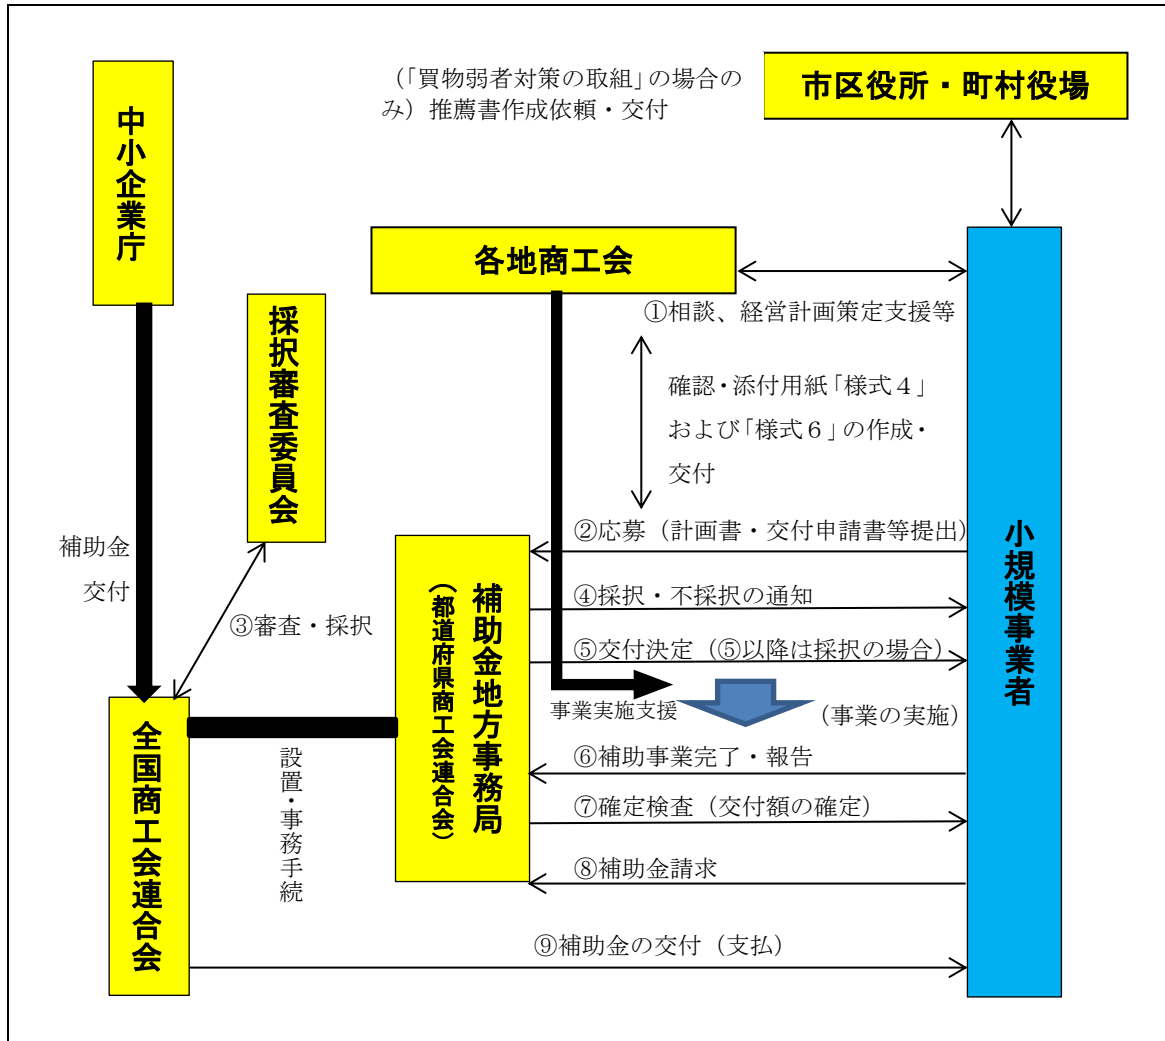 中小企業庁
(「買物弱者対策の取組」の場合の
み)推薦書作成依頼・交付
市区役所・町村役場
各地商工会
採択審査委員会
①相談、経営計画策定支援等
確認・添付用紙「様式4」
および「様式6」の作成・
交付
補助金
交付
③審査・採択
②応募(計画書・交付申請書等提出)
④採択・不採択の通知
⑤交付決定(⑤以降は採択の場合)
事業実施支援
(事業の実施)
⑥補助事業完了・報告
⑦確定検査(交付額の確定)
⑧補助金請求
補助金地方事務局
(都道府県商工会連合会)
小規模事業者
全国商工会連合会
設置・事務手続
⑨補助金の交付(支払)